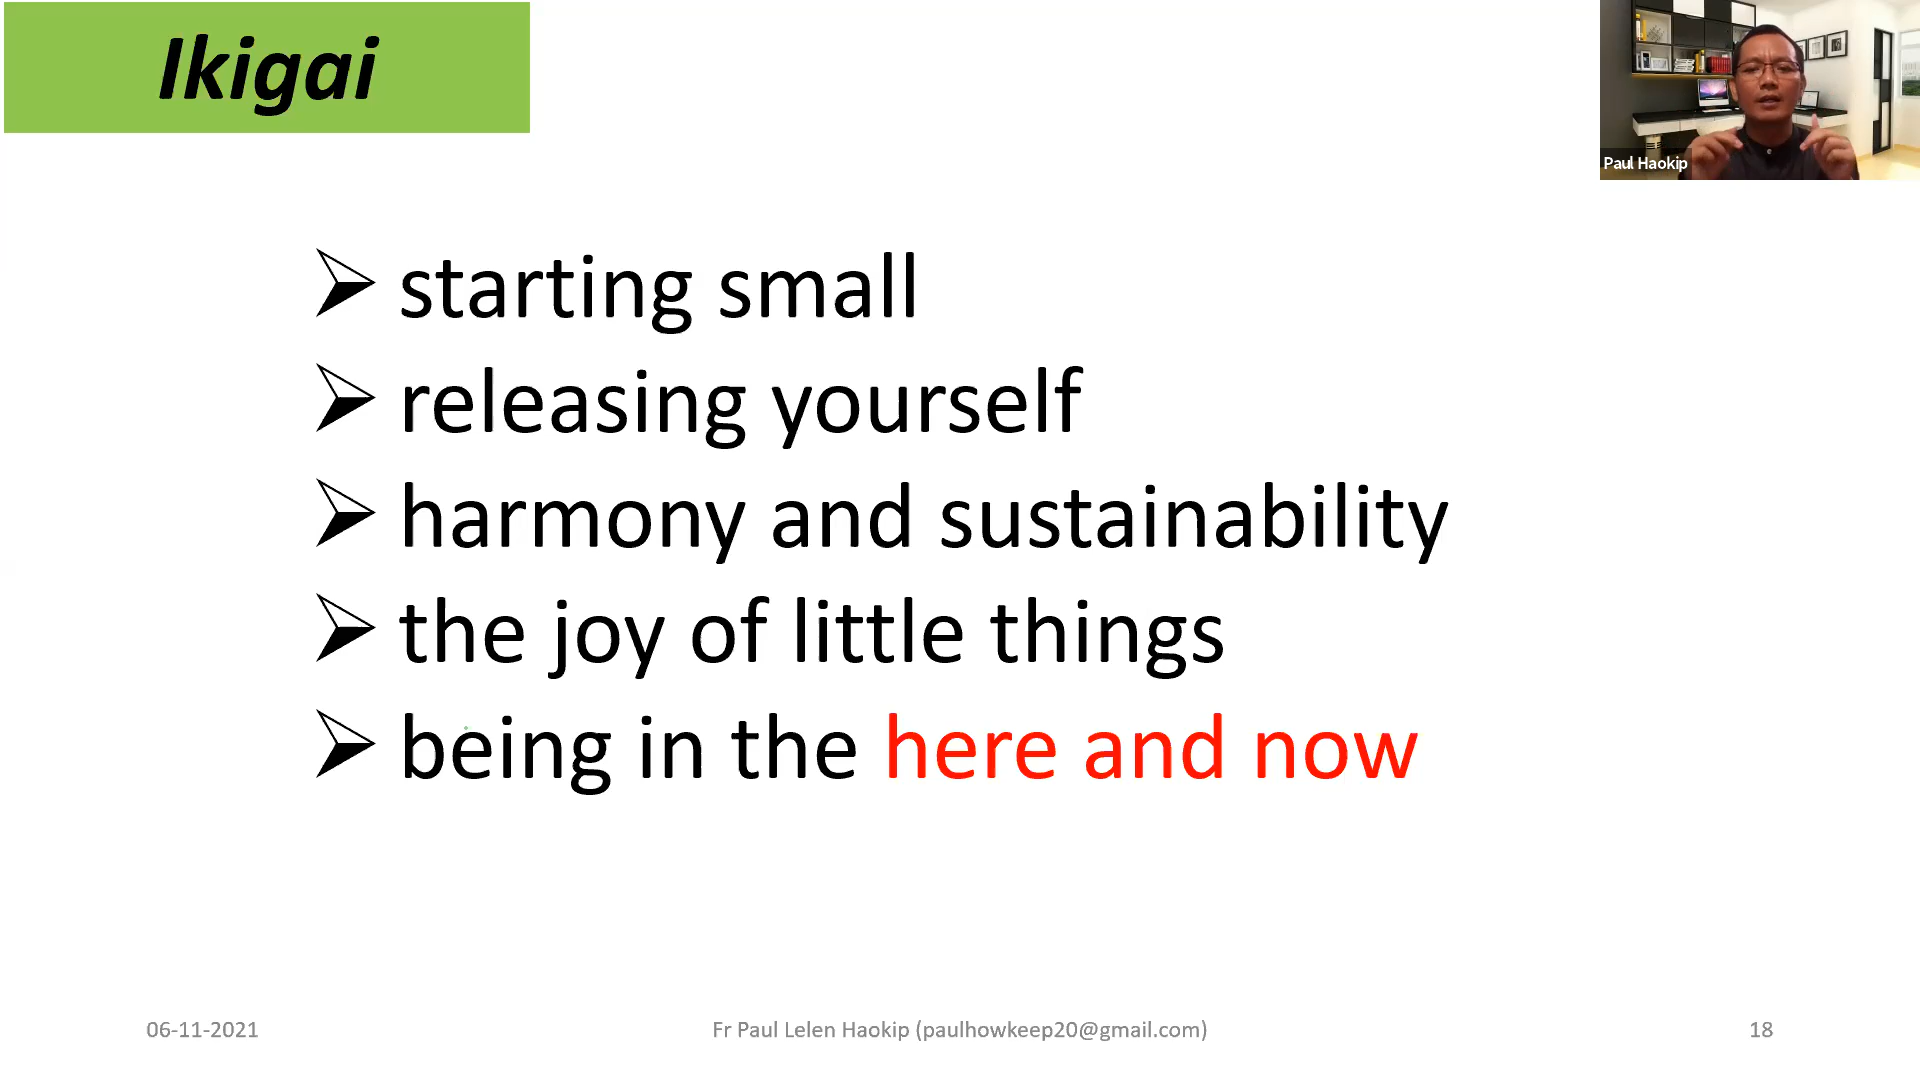 Ikigai
Paul Haokip
starting small
releasing yourself
harmony and sustainability
the joy of little things
being in the here and now
06-11-2021
Fr Paul Lelen Haokip (paulhowkeep20@gmail.com)
18